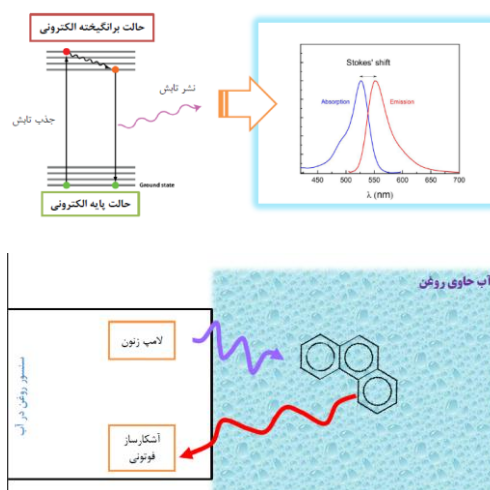 حالت برانگیخته الکترونی
جذب تابش
نشر تابش
Ground state
حالت پایه الکترونی
Stokes' shift
Absorption
Emission
450 500 550 600 650 700
λ (nm)
آب حاوی روغن
سنسور روغن در آب
لامپ زنون
آشکارساز
فوتونی